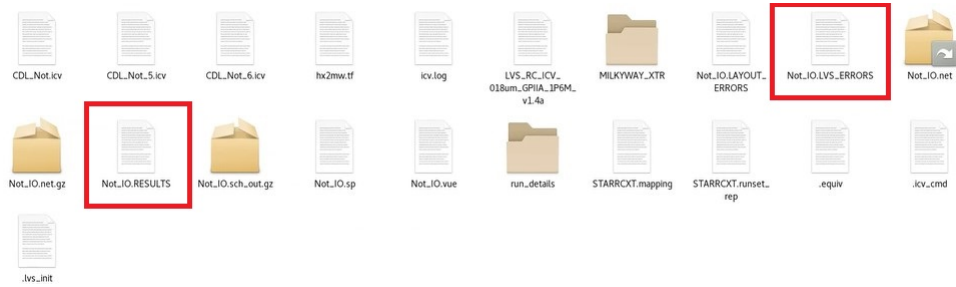 CDL_Not.icv
CDL_Not_5.icv
CDL_Not_6.icv
hx2mw.tf
icv.log
LVS_RC_ICV_
018um_GPIIA_1P6M_
v1.4a
MILKYWAY_XTR
Not_IO.LAYOUT_
ERRORS
Not_IO.LVS_ERRORS
Not_IO.net
Not_IO.net.gz
Not_IO.RESULTS
Not_IO.sch_out.gz
Not_IO.sp
Not_IO.vue
run_details
STARRCXT.mapping
STARRCXT.runset_
rep
.equiv
.icv_cmd
.lvs_init